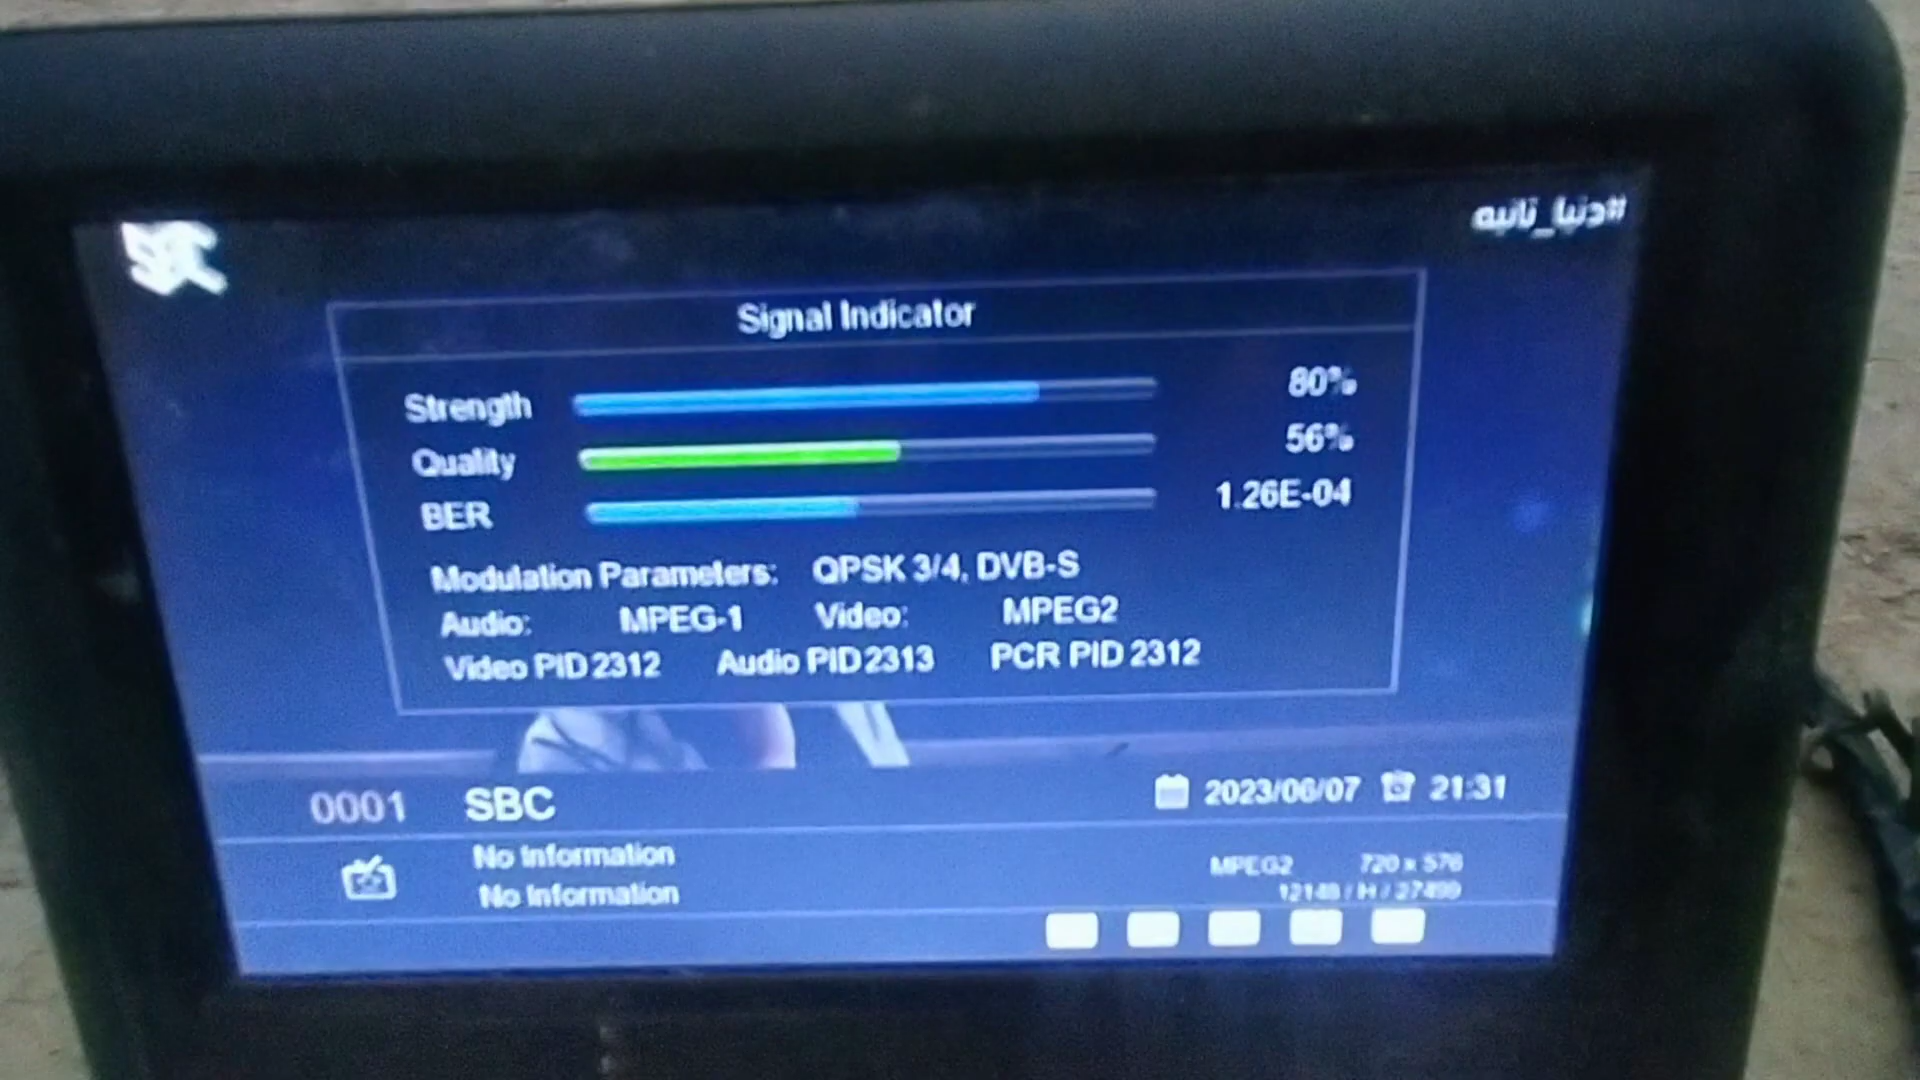 SBC
#دنيا_تانيه
Signal Indicator
Strength 80%
Quality 56%
BER 1.26E-04
Modulation Parameters: QPSK 3/4, DVB-S
Audio: MPEG-1 Video: MPEG2
Video PID 2312 Audio PID 2313 PCR PID 2312
0001 SBC 2023/06/07 21:31
No Information
No Information
MPEG2 720 x 576
12148 / H / 27499